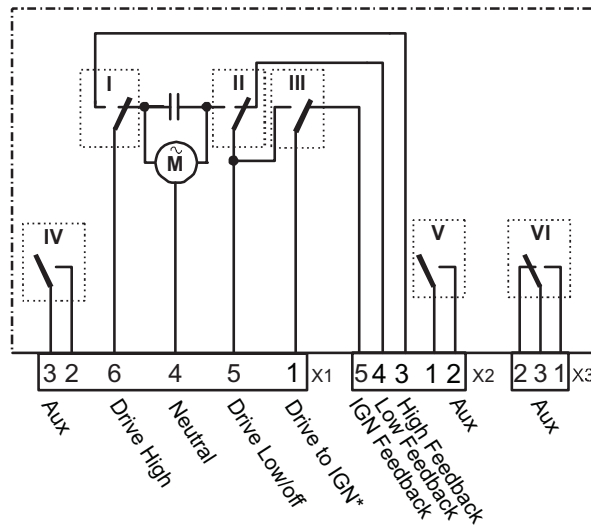 I
II
III
M
IV
V
VI
3 2 6 4 5 1 X1
5 4 3 1 2 X2
2 3 1 X3
Aux
Drive High
Neutral
Drive Low/off
Drive to IGN*
IGN Feedback
Low Feedback
High Feedback
Aux
Aux